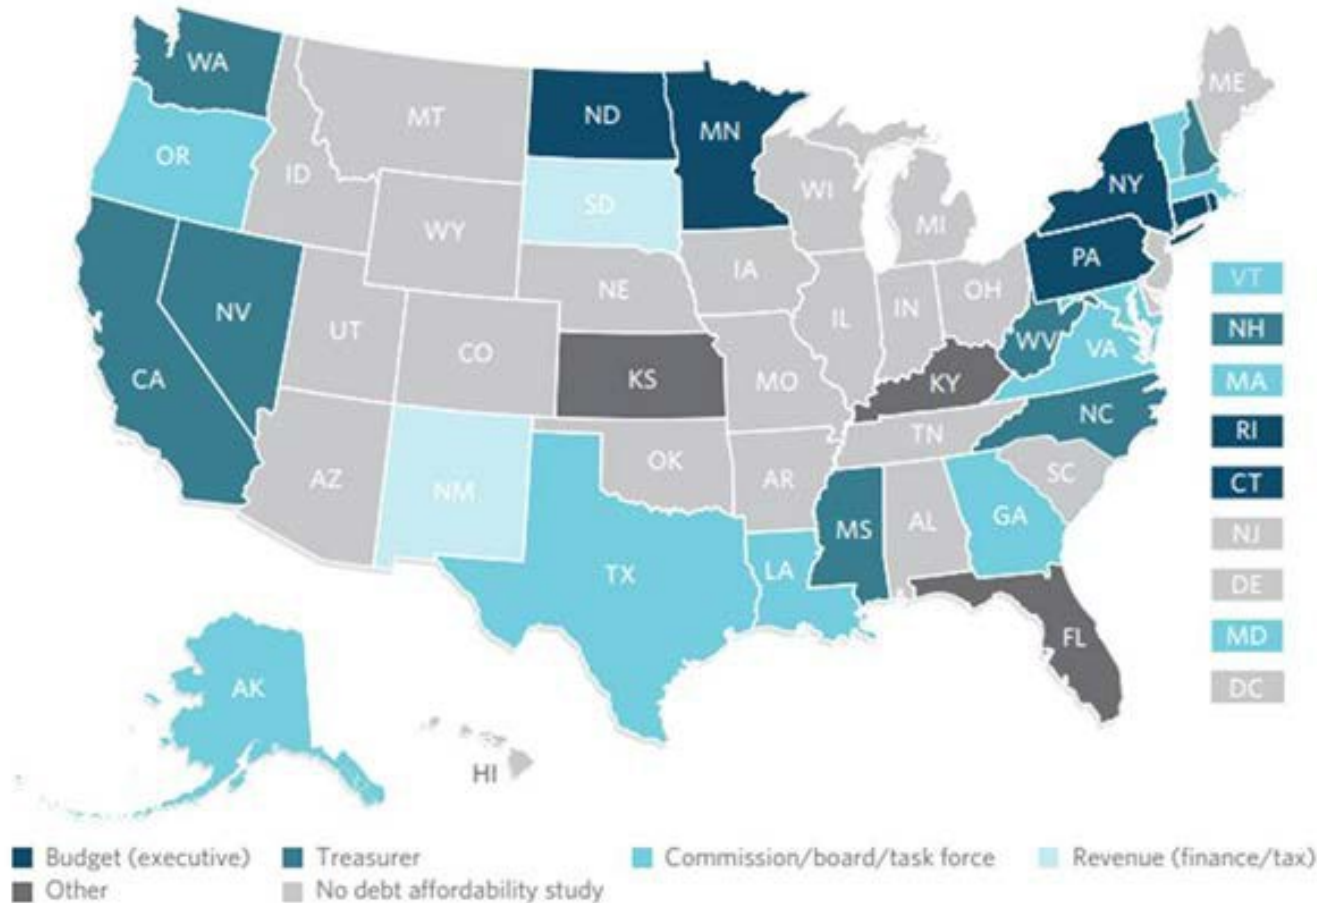 WA
ME
MT
ND
MN
OR
ID
WI
NY
SD
WY
MI
PA
IA
NE
OH
NV
IL
IN
UT
CO
WV
VA
CA
KS
MO
KY
NC
TN
AZ
NM
OK
AR
SC
MS
AL
GA
TX
LA
FL
AK
HI
VT
NH
MA
RI
CT
NJ
DE
MD
DC
Budget (executive) Treasurer Commission/board/task force Revenue (finance/tax)
Other No debt affordability study